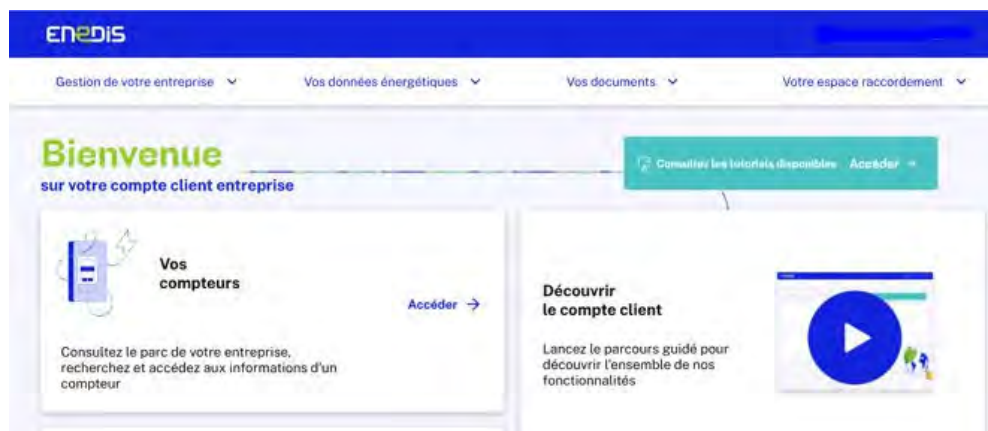 ENEDIS
Gestion de votre entreprise
Vos données énergétiques
Vos documents
Votre espace raccordement
Bienvenue
sur votre compte client entreprise
Consultez les tutoriels disponibles Accéder →
Vos
compteurs
Accéder →
Consultez le parc de votre entreprise,
recherchez et accédez aux informations d'un
compteur
Découvrir
le compte client
Lancez le parcours guidé pour
découvrir l'ensemble de nos
fonctionnalités